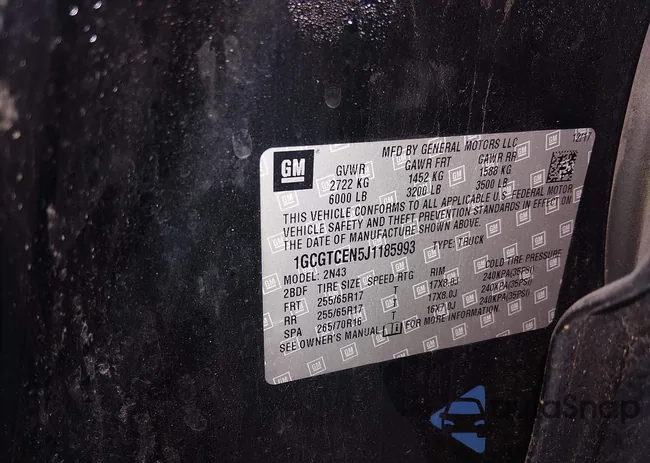 GM
MFD BY GENERAL MOTORS LLC 12/17
GVWR GAWR FRT GAWR RR
2722 KG 1452 KG 1588 KG
6000 LB 3200 LB 3500 LB
THIS VEHICLE CONFORMS TO ALL APPLICABLE U.S. FEDERAL MOTOR
VEHICLE SAFETY AND THEFT PREVENTION STANDARDS IN EFFECT ON
THE DATE OF MANUFACTURE SHOWN ABOVE.
1GCGTCEN5J1185993 TYPE: TRUCK
MODEL: 2N43
2BDF TIRE SIZE SPEED RTG RIM COLD TIRE PRESSURE
FRT 255/65R17 T 17X8.0J 240KPA(35PSI)
RR 255/65R17 T 17X8.0J 240KPA(35PSI)
SPA 265/70R16 T 16X7.0J 240KPA(35PSI)
SEE OWNER'S MANUAL FOR MORE INFORMATION.
autoSnap